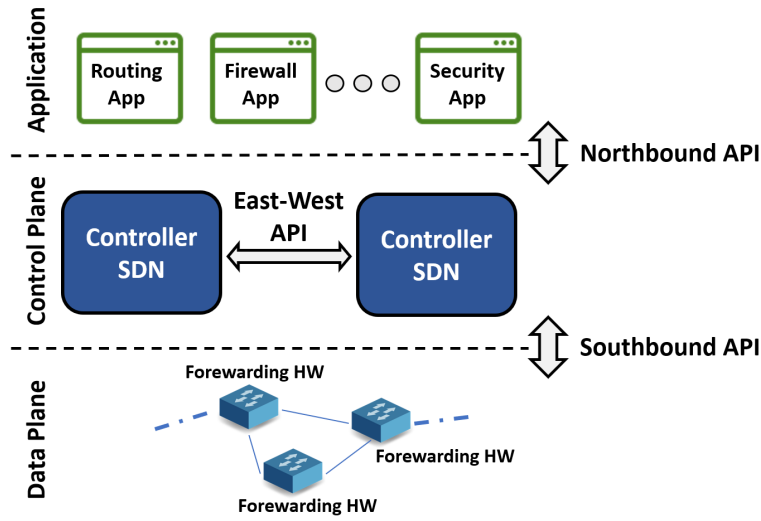 Application
Routing
App
Firewall
App
Security
App
Northbound API
Control Plane
Controller
SDN
East-West
API
Controller
SDN
Southbound API
Data Plane
Forewarding HW
Forewarding HW
Forewarding HW